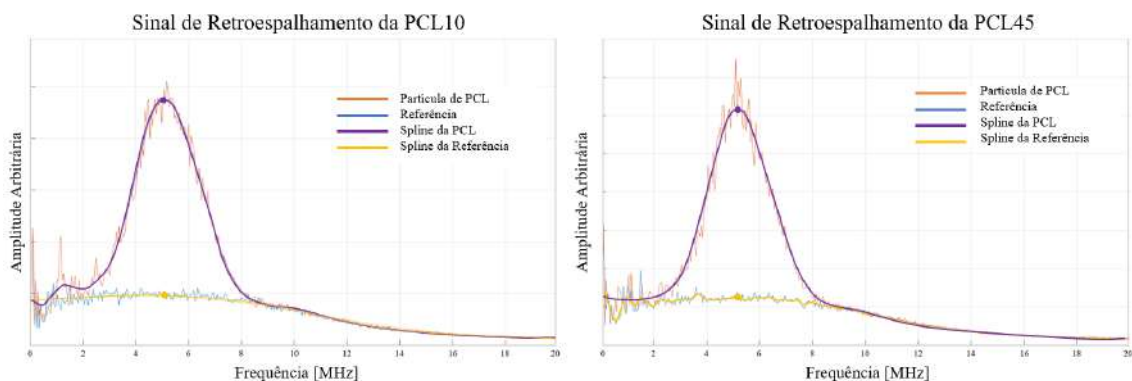 Sinal de Retroespalhamento da PCL10
Amplitude Arbitrária
Partícula de PCL
Referência
Spline da PCL
Spline da Referência
0 2 4 6 8 10 12 14 16 18 20
Frequência [MHz]
Sinal de Retroespalhamento da PCL45
Amplitude Arbitrária
Partícula de PCL
Referência
Spline da PCL
Spline da Referência
0 2 4 6 8 10 12 14 16 18 20
Frequência [MHz]